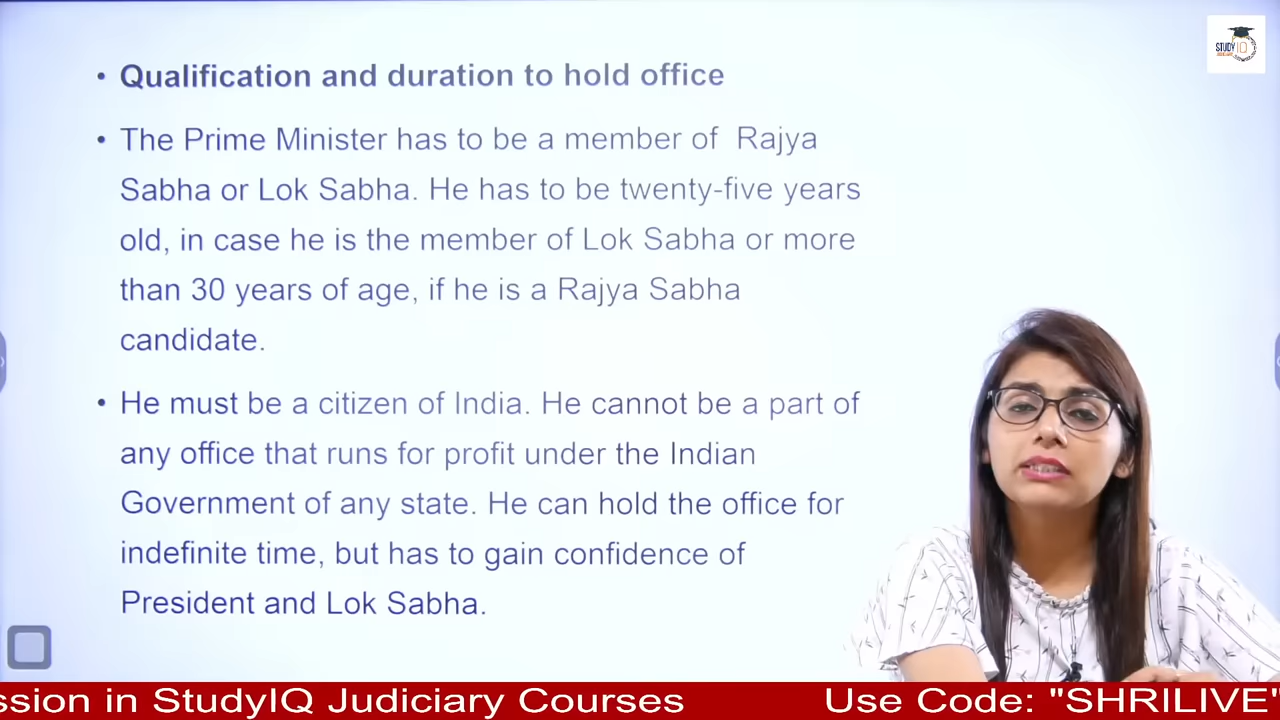 STUDY IQ
• Qualification and duration to hold office
• The Prime Minister has to be a member of Rajya
Sabha or Lok Sabha. He has to be twenty-five years
old, in case he is the member of Lok Sabha or more
than 30 years of age, if he is a Rajya Sabha
candidate.
• He must be a citizen of India. He cannot be a part of
any office that runs for profit under the Indian
Government of any state. He can hold the office for
indefinite time, but has to gain confidence of
President and Lok Sabha.
ssion in StudyIQ Judiciary Courses Use Code: "SHRILIVE"